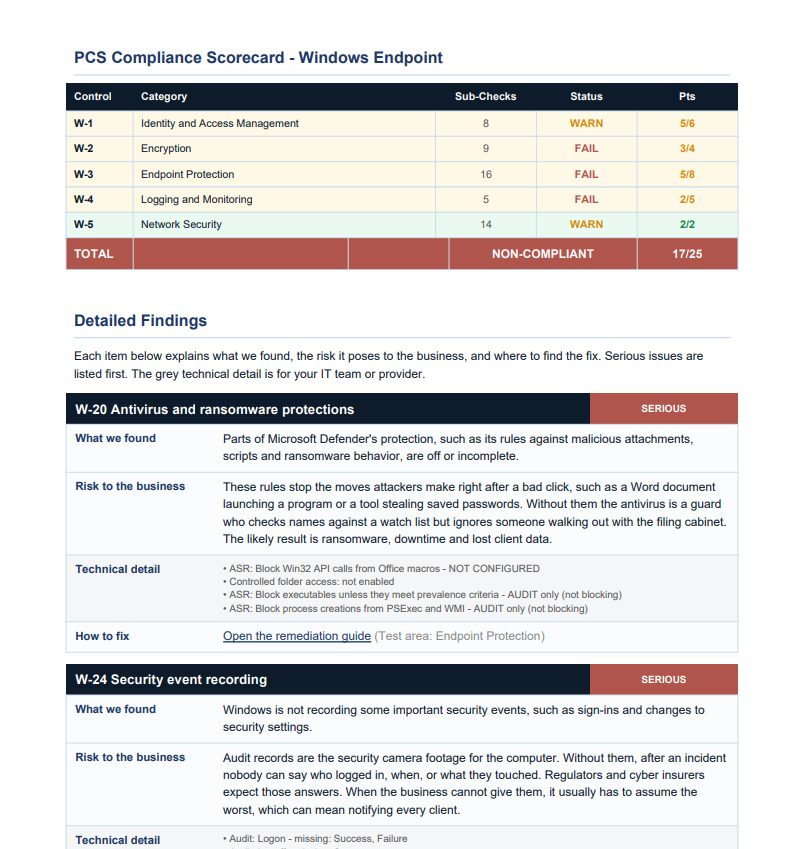 PCS Compliance Scorecard - Windows Endpoint
Control Category Sub-Checks Status Pts
W-1 Identity and Access Management 8 WARN 5/6
W-2 Encryption 9 FAIL 3/4
W-3 Endpoint Protection 16 FAIL 5/8
W-4 Logging and Monitoring 5 FAIL 2/5
W-5 Network Security 14 WARN 2/2
TOTAL NON-COMPLIANT 17/25
Detailed Findings
Each item below explains what we found, the risk it poses to the business, and where to find the fix. Serious issues are
listed first. The grey technical detail is for your IT team or provider.
W-20 Antivirus and ransomware protections SERIOUS
What we found Parts of Microsoft Defender's protection, such as its rules against malicious attachments,
scripts and ransomware behavior, are off or incomplete.
Risk to the business These rules stop the moves attackers make right after a bad click, such as a Word document
launching a program or a tool stealing saved passwords. Without them the antivirus is a guard
who checks names against a watch list but ignores someone walking out with the filing cabinet.
The likely result is ransomware, downtime and lost client data.
Technical detail • ASR: Block Win32 API calls from Office macros - NOT CONFIGURED
• Controlled folder access: not enabled
• ASR: Block executables unless they meet prevalence criteria - AUDIT only (not blocking)
• ASR: Block process creations from PSExec and WMI - AUDIT only (not blocking)
How to fix Open the remediation guide (Test area: Endpoint Protection)
W-24 Security event recording SERIOUS
What we found Windows is not recording some important security events, such as sign-ins and changes to
security settings.
Risk to the business Audit records are the security camera footage for the computer. Without them, after an incident
nobody can say who logged in, when, or what they touched. Regulators and cyber insurers
expect those answers. When the business cannot give them, it usually has to assume the
worst, which can mean notifying every client.
Technical detail • Audit: Logon - missing: Success, Failure